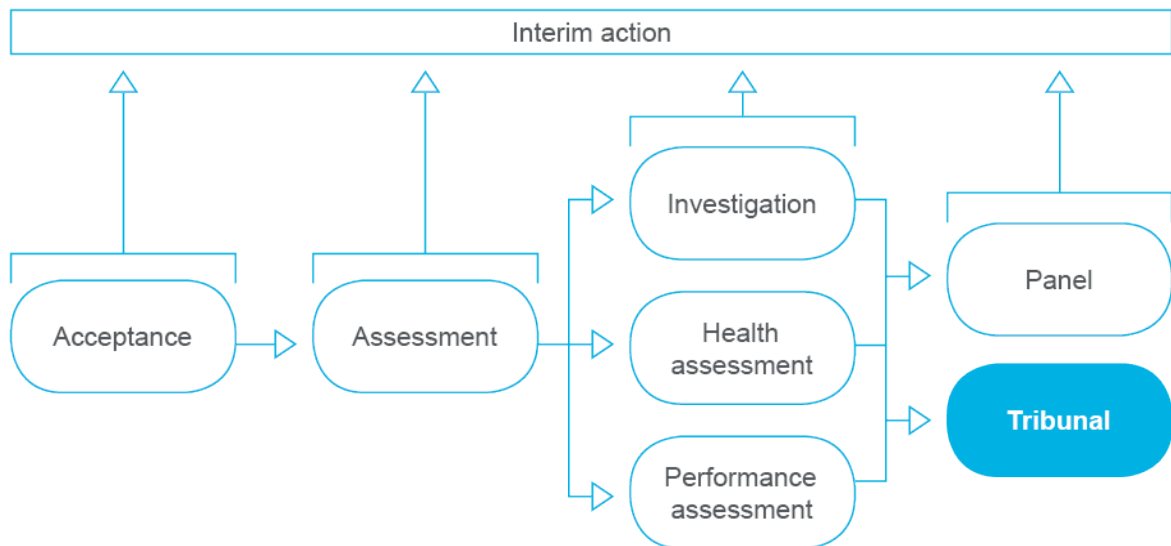 Interim action
Acceptance
Assessment
Investigation
Health
assessment
Performance
assessment
Panel
Tribunal